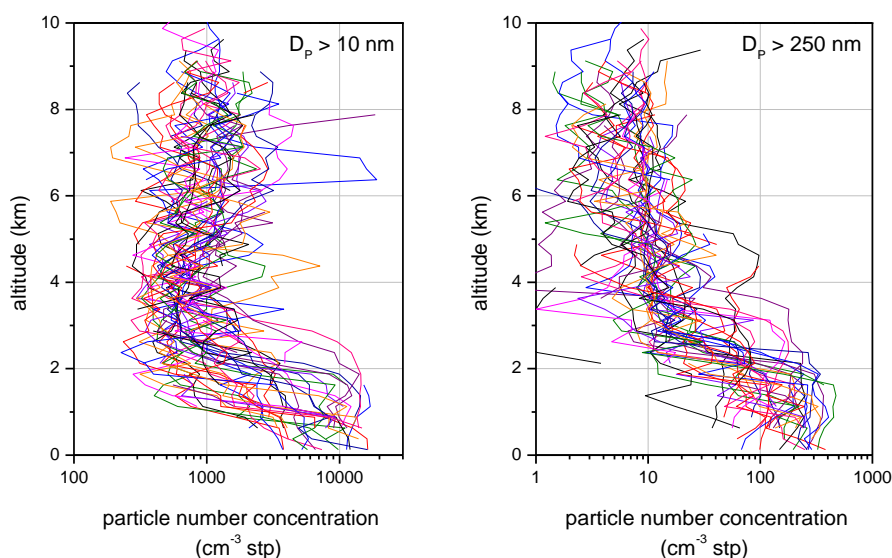 D_P > 10 nm
10
8
6
4
2
0
altitude (km)
100 1000 10000
particle number concentration
(cm⁻³ stp)
D_P > 250 nm
10
8
6
4
2
0
altitude (km)
1 10 100 1000
particle number concentration
(cm⁻³ stp)